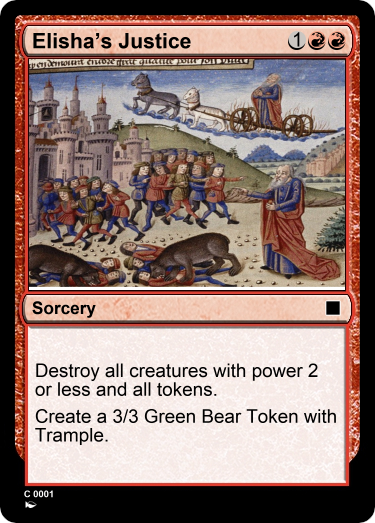 Elisha's Justice 1
Sorcery
Destroy all creatures with power 2
or less and all tokens.
Create a 3/3 Green Bear Token with
Trample.
C 0001